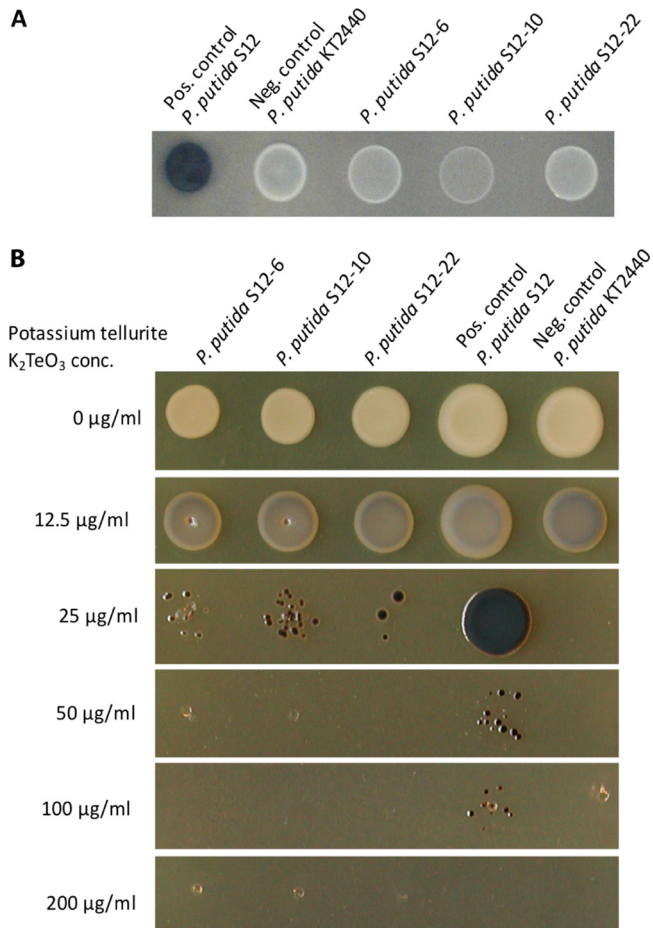 A
Pos. control
P. putida S12
Neg. control
P. putida KT2440
P. putida S12-6
P. putida S12-10
P. putida S12-22
B
P. putida S12-6
P. putida S12-10
P. putida S12-22
Pos. control
P. putida S12
Neg. control
P. putida KT2440
Potassium tellurite
K₂TeO₃ conc.
0 µg/ml
12.5 µg/ml
25 µg/ml
50 µg/ml
100 µg/ml
200 µg/ml